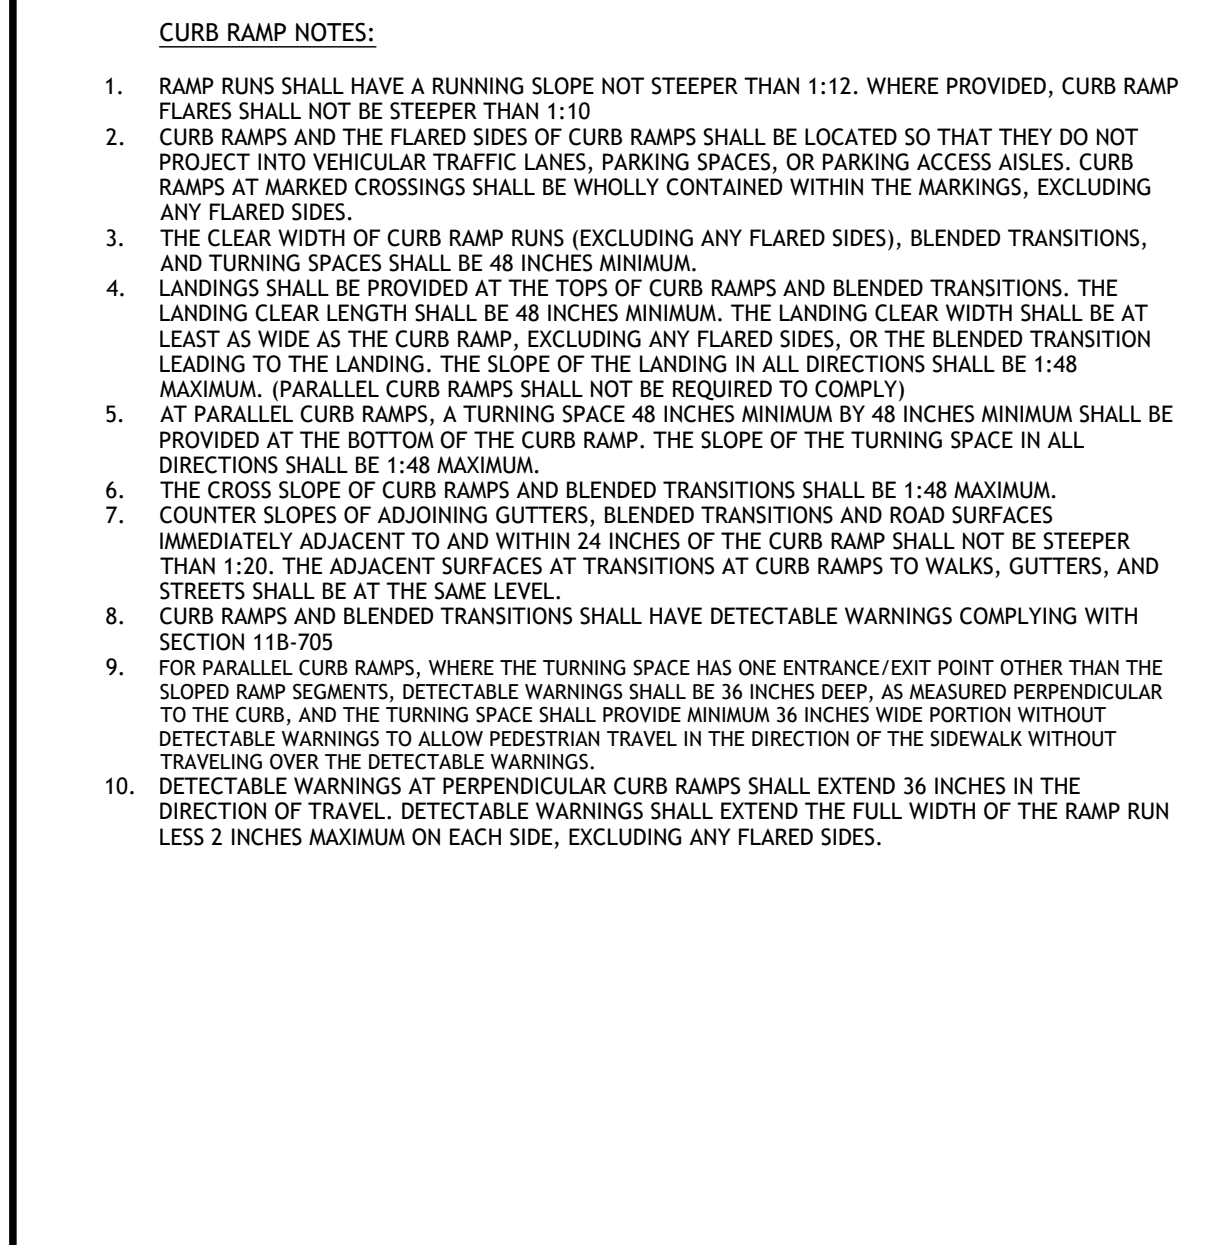 CURB RAMP NOTES:
1. RAMP RUNS SHALL HAVE A RUNNING SLOPE NOT STEEPER THAN 1:12. WHERE PROVIDED, CURB RAMP
FLARES SHALL NOT BE STEEPER THAN 1:10
2. CURB RAMPS AND THE FLARED SIDES OF CURB RAMPS SHALL BE LOCATED SO THAT THEY DO NOT
PROJECT INTO VEHICULAR TRAFFIC LANES, PARKING SPACES, OR PARKING ACCESS AISLES. CURB
RAMPS AT MARKED CROSSINGS SHALL BE WHOLLY CONTAINED WITHIN THE MARKINGS, EXCLUDING
ANY FLARED SIDES.
3. THE CLEAR WIDTH OF CURB RAMP RUNS (EXCLUDING ANY FLARED SIDES), BLENDED TRANSITIONS,
AND TURNING SPACES SHALL BE 48 INCHES MINIMUM.
4. LANDINGS SHALL BE PROVIDED AT THE TOPS OF CURB RAMPS AND BLENDED TRANSITIONS. THE
LANDING CLEAR LENGTH SHALL BE 48 INCHES MINIMUM. THE LANDING CLEAR WIDTH SHALL BE AT
LEAST AS WIDE AS THE CURB RAMP, EXCLUDING ANY FLARED SIDES, OR THE BLENDED TRANSITION
LEADING TO THE LANDING. THE SLOPE OF THE LANDING IN ALL DIRECTIONS SHALL BE 1:48
MAXIMUM. (PARALLEL CURB RAMPS SHALL NOT BE REQUIRED TO COMPLY)
5. AT PARALLEL CURB RAMPS, A TURNING SPACE 48 INCHES MINIMUM BY 48 INCHES MINIMUM SHALL BE
PROVIDED AT THE BOTTOM OF THE CURB RAMP. THE SLOPE OF THE TURNING SPACE IN ALL
DIRECTIONS SHALL BE 1:48 MAXIMUM.
6. THE CROSS SLOPE OF CURB RAMPS AND BLENDED TRANSITIONS SHALL BE 1:48 MAXIMUM.
7. COUNTER SLOPES OF ADJOINING GUTTERS, BLENDED TRANSITIONS AND ROAD SURFACES
IMMEDIATELY ADJACENT TO AND WITHIN 24 INCHES OF THE CURB RAMP SHALL NOT BE STEEPER
THAN 1:20. THE ADJACENT SURFACES AT TRANSITIONS AT CURB RAMPS TO WALKS, GUTTERS, AND
STREETS SHALL BE AT THE SAME LEVEL.
8. CURB RAMPS AND BLENDED TRANSITIONS SHALL HAVE DETECTABLE WARNINGS COMPLYING WITH
SECTION 11B-705
9. FOR PARALLEL CURB RAMPS, WHERE THE TURNING SPACE HAS ONE ENTRANCE/EXIT POINT OTHER THAN THE
SLOPED RAMP SEGMENTS, DETECTABLE WARNINGS SHALL BE 36 INCHES DEEP, AS MEASURED PERPENDICULAR
TO THE CURB, AND THE TURNING SPACE SHALL PROVIDE MINIMUM 36 INCHES WIDE PORTION WITHOUT
DETECTABLE WARNINGS TO ALLOW PEDESTRIAN TRAVEL IN THE DIRECTION OF THE SIDEWALK WITHOUT
TRAVELING OVER THE DETECTABLE WARNINGS.
10. DETECTABLE WARNINGS AT PERPENDICULAR CURB RAMPS SHALL EXTEND 36 INCHES IN THE
DIRECTION OF TRAVEL. DETECTABLE WARNINGS SHALL EXTEND THE FULL WIDTH OF THE RAMP RUN
LESS 2 INCHES MAXIMUM ON EACH SIDE, EXCLUDING ANY FLARED SIDES.